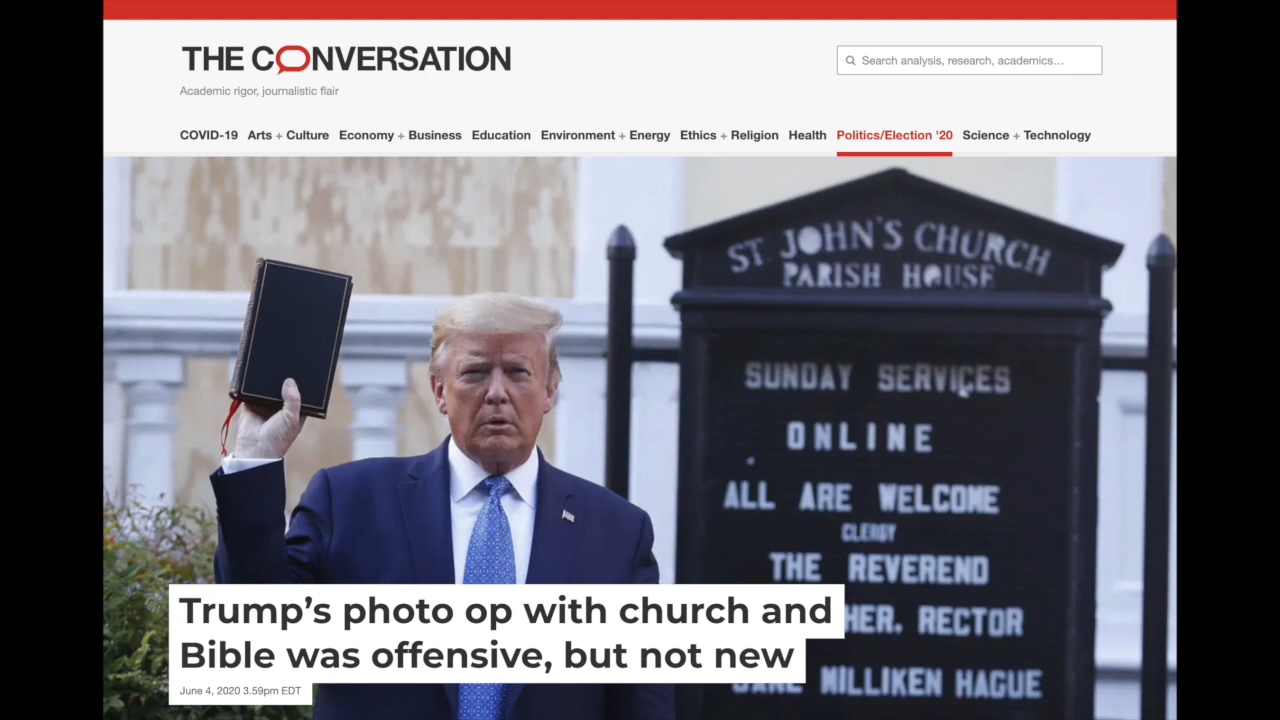 THE CONVERSATION
Search analysis, research, academics...
Academic rigor, journalistic flair
COVID-19 Arts + Culture Economy + Business Education Environment + Energy Ethics + Religion Health Politics/Election '20 Science + Technology
ST. JOHN'S CHURCH
PARISH HOUSE
SUNDAY SERVICES
ONLINE
ALL ARE WELCOME
CLERGY
THE REVEREND
HER, RECTOR
MILLIKEN HAGUE
Trump's photo op with church and
Bible was offensive, but not new
June 4, 2020 3.59pm EDT